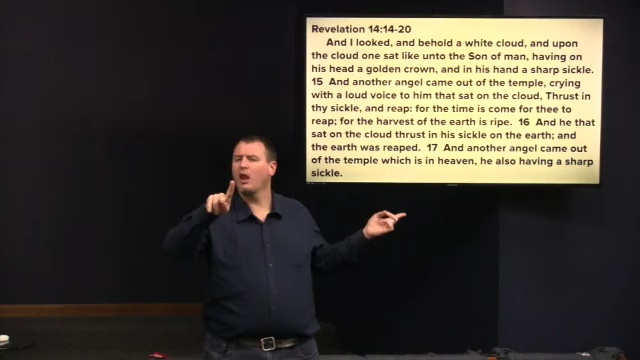 Revelation 14:14-20
And I looked, and behold a white cloud, and upon
the cloud one sat like unto the Son of man, having on
his head a golden crown, and in his hand a sharp sickle.
15 And another angel came out of the temple, crying
with a loud voice to him that sat on the cloud, Thrust in
thy sickle, and reap: for the time is come for thee to
reap; for the harvest of the earth is ripe. 16 And he that
sat on the cloud thrust in his sickle on the earth; and
the earth was reaped. 17 And another angel came out
of the temple which is in heaven, he also having a sharp
sickle.